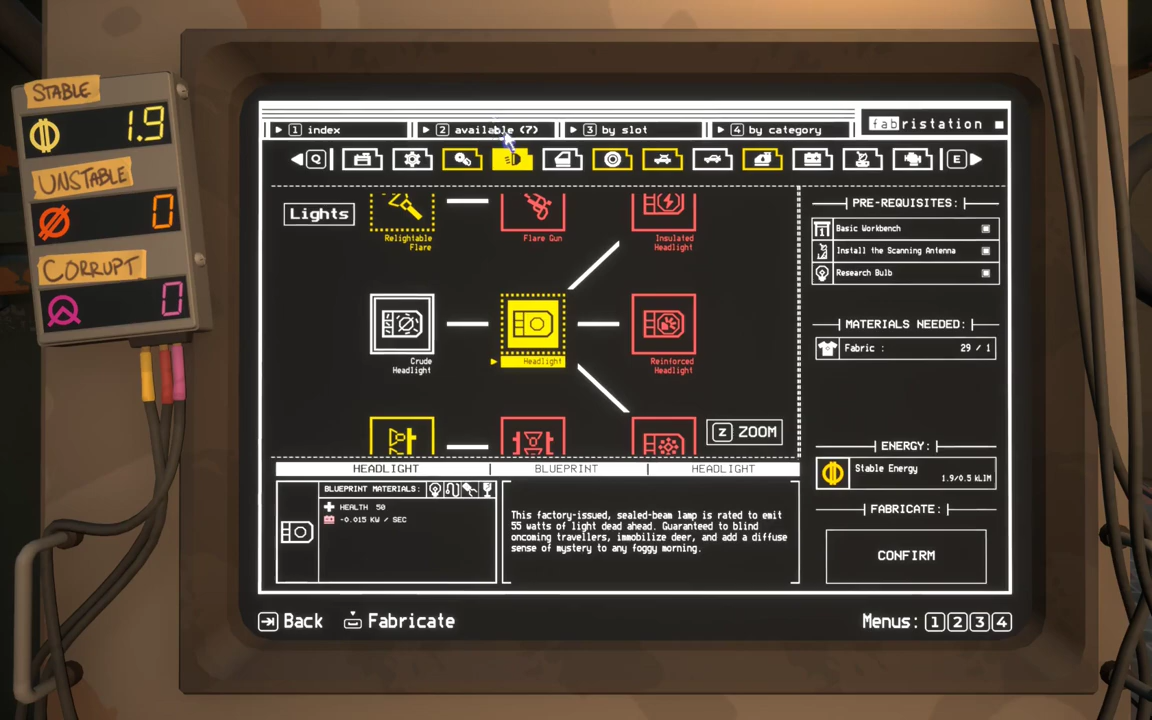 STABLE
1.9
UNSTABLE
0
CORRUPT
0
1 index
2 available (7)
3 by slot
4 by category
fabristation
Q
E
Lights
Relightable
Flare
Flare Gun
Insulated
Headlight
Crude
Headlight
Headlight
Reinforced
Headlight
Z ZOOM
PRE-REQUISITES:
Basic Workbench
Install the Scanning Antenna
Research Bulb
MATERIALS NEEDED:
Fabric : 29 / 1
ENERGY:
Stable Energy
1.9/0.5 kLIM
FABRICATE:
CONFIRM
HEADLIGHT
BLUEPRINT
HEADLIGHT
BLUEPRINT MATERIALS:
HEALTH 50
-0.015 KW / SEC
This factory-issued, sealed-beam lamp is rated to emit
55 watts of light dead ahead. Guaranteed to blind
oncoming travellers, immobilize deer, and add a diffuse
sense of mystery to any foggy morning.
Back
Fabricate
Menus: 1 2 3 4